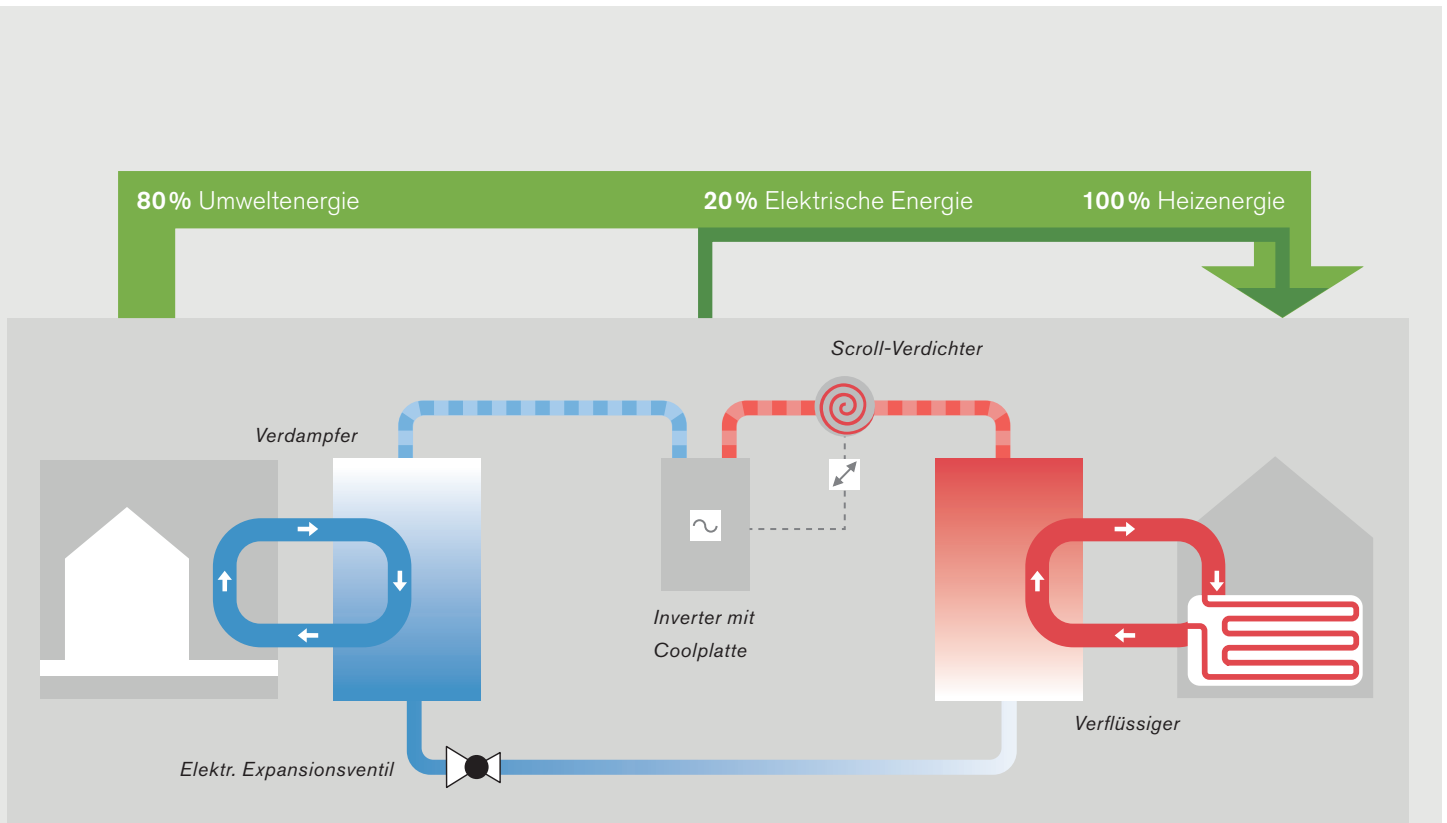 80 % Umweltenergie
20 % Elektrische Energie
100 % Heizenergie
Scroll-Verdichter
Verdampfer
Inverter mit
Coolplatte
Verflüssiger
Elektr. Expansionsventil